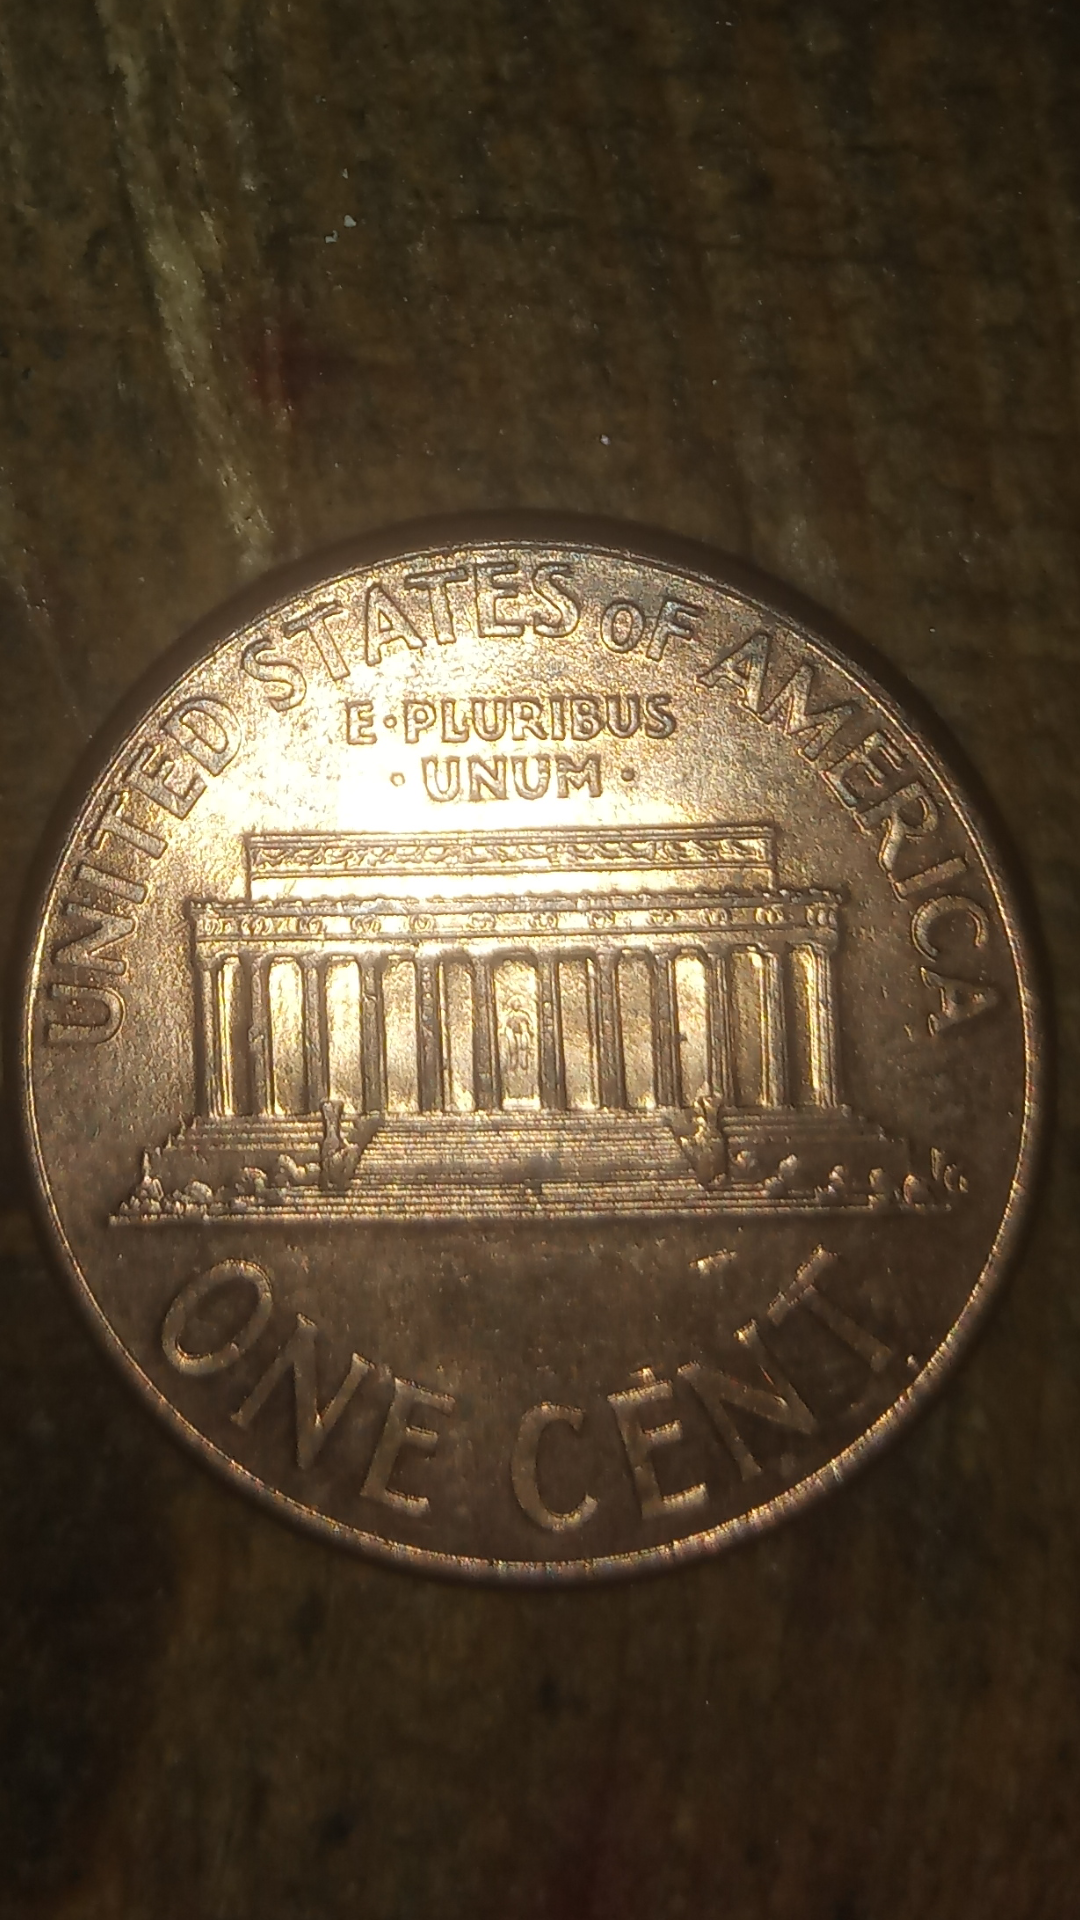 UNITED STATES OF AMERICA
E·PLURIBUS
·UNUM·
ONE CENT